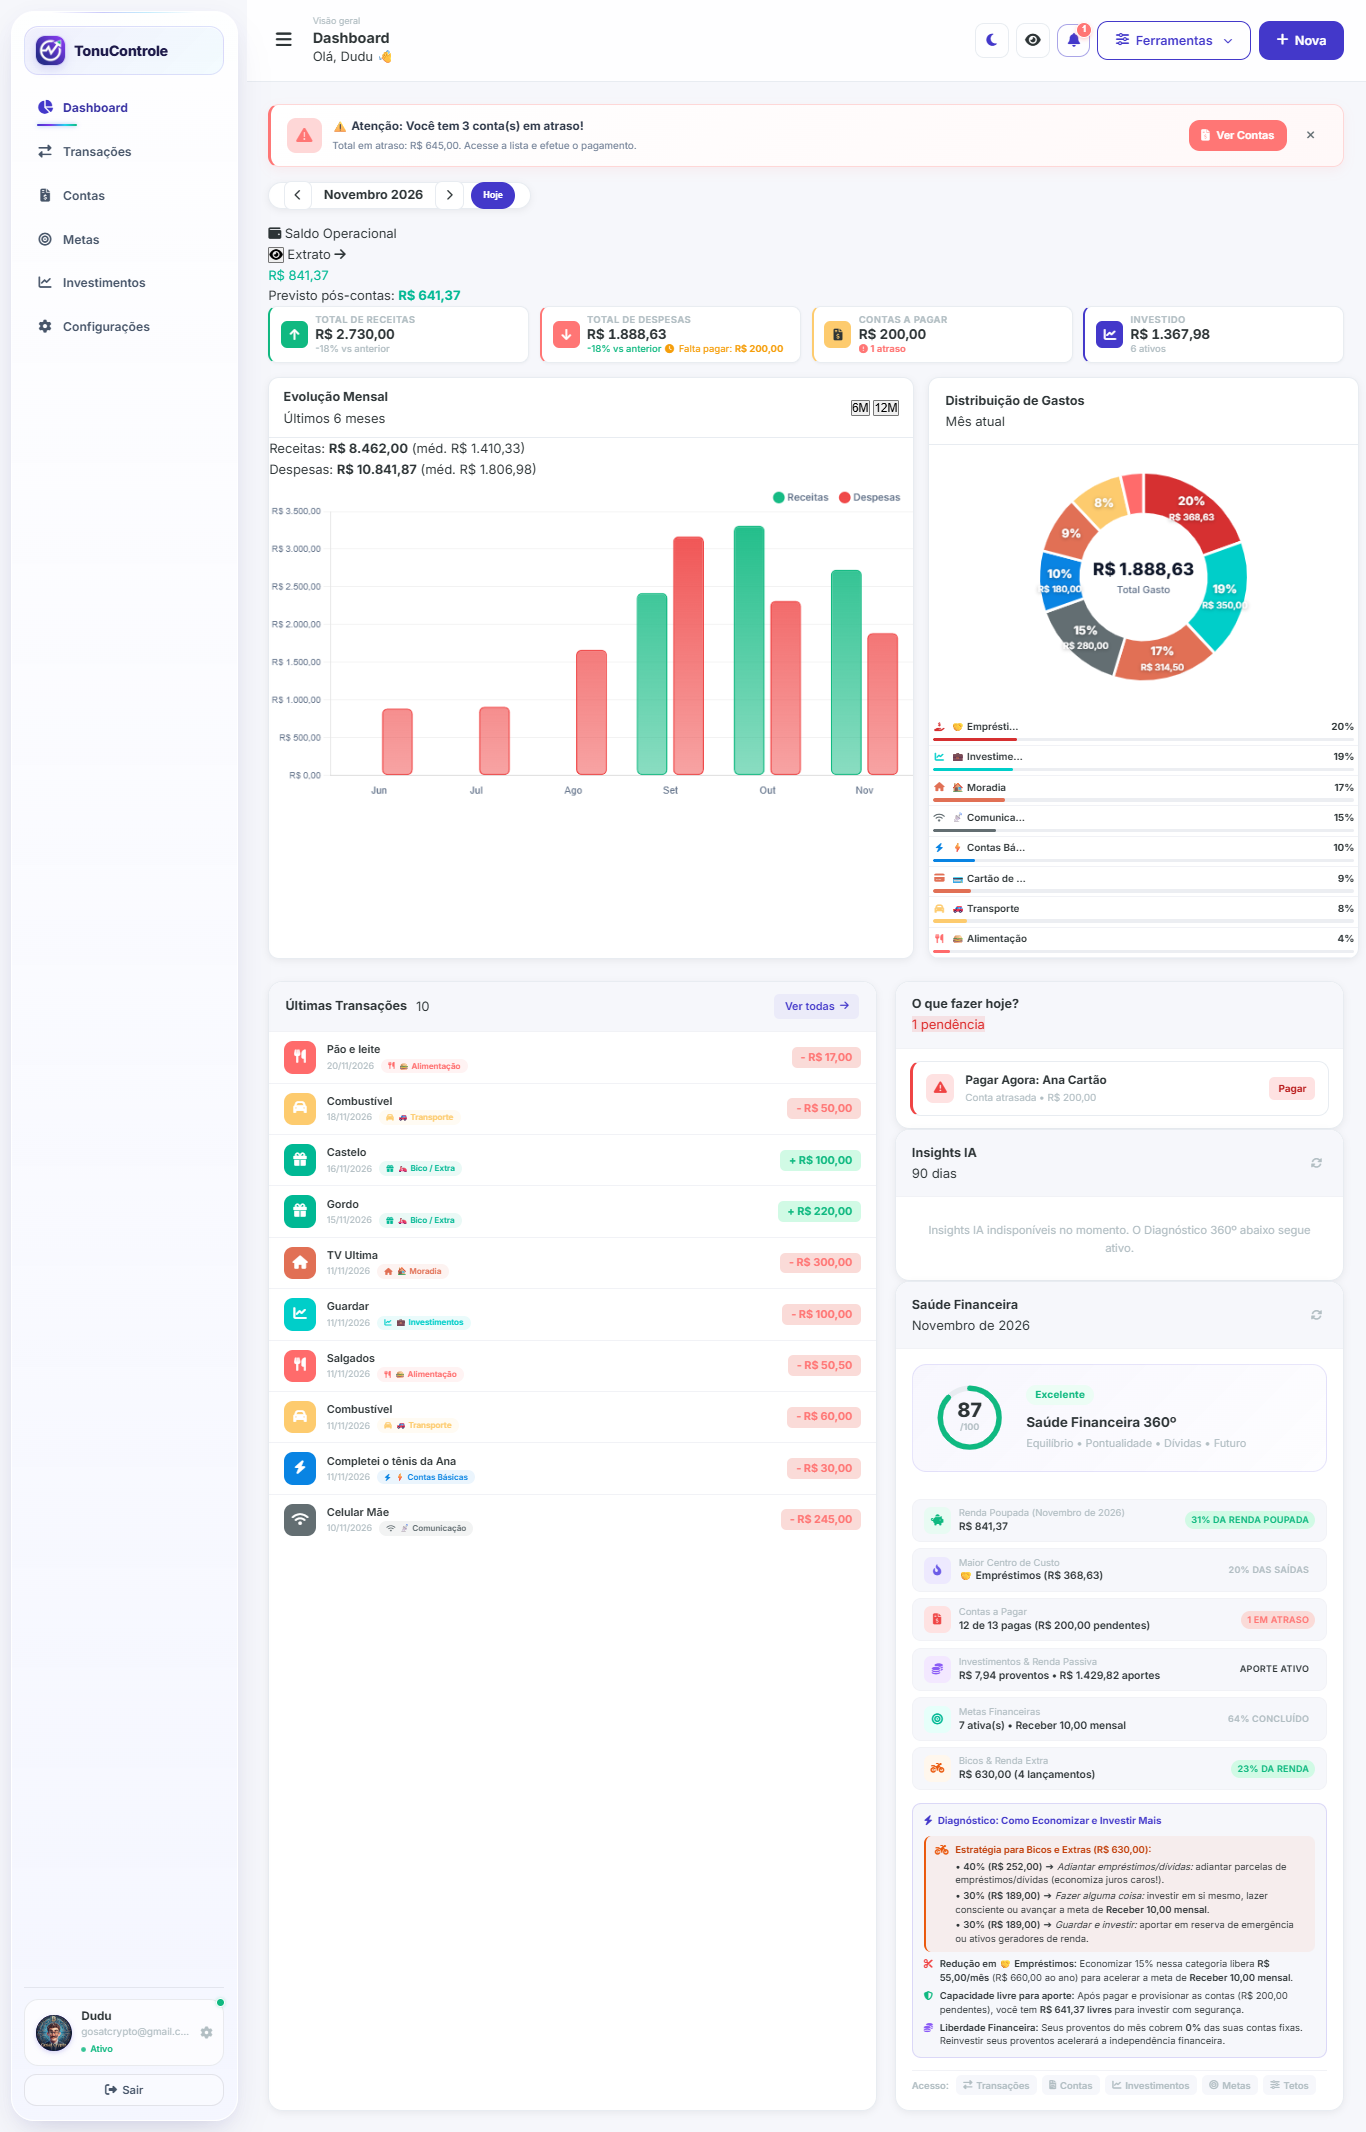 TonuControle
Dashboard
Transações
Contas
Metas
Investimentos
Configurações
Dudu
gosatcrypto@gmail.c...
Ativo
Sair
Visão geral
Dashboard
Olá, Dudu
1
Ferramentas
Nova
Atenção: Você tem 3 conta(s) em atraso!
Total em atraso: R$ 645,00. Acesse a lista e efetue o pagamento.
Ver Contas
Novembro 2026
Hoje
Saldo Operacional
Extrato →
R$ 841,37
Previsto pós-contas: R$ 641,37
TOTAL DE RECEITAS
R$ 2.730,00
-18% vs anterior
TOTAL DE DESPESAS
R$ 1.888,63
-18% vs anterior Falta pagar: R$ 200,00
CONTAS A PAGAR
R$ 200,00
1 atraso
INVESTIDO
R$ 1.367,98
6 ativos
Evolução Mensal
Últimos 6 meses
6M 12M
Receitas: R$ 8.462,00 (méd. R$ 1.410,33)
Despesas: R$ 10.841,87 (méd. R$ 1.806,98)
Receitas Despesas
R$ 3.500,00
R$ 3.000,00
R$ 2.500,00
R$ 2.000,00
R$ 1.500,00
R$ 1.000,00
R$ 500,00
R$ 0,00
Jun Jul Ago Set Out Nov
Distribuição de Gastos
Mês atual
20%
R$ 368,63
19%
R$ 350,00
17%
R$ 314,50
15%
R$ 280,00
10%
R$ 180,00
9%
8%
R$ 1.888,63
Total Gasto
Emprésti... 20%
Investime... 19%
Moradia 17%
Comunica... 15%
Contas Bá... 10%
Cartão de ... 9%
Transporte 8%
Alimentação 4%
Últimas Transações 10
Ver todas →
Pão e leite
20/11/2026 Alimentação
- R$ 17,00
Combustível
18/11/2026 Transporte
- R$ 50,00
Castelo
16/11/2026 Bico / Extra
+ R$ 100,00
Gordo
15/11/2026 Bico / Extra
+ R$ 220,00
TV Ultima
11/11/2026 Moradia
- R$ 300,00
Guardar
11/11/2026 Investimentos
- R$ 100,00
Salgados
11/11/2026 Alimentação
- R$ 50,50
Combustível
11/11/2026 Transporte
- R$ 60,00
Completei o tênis da Ana
11/11/2026 Contas Básicas
- R$ 30,00
Celular Mãe
10/11/2026 Comunicação
- R$ 245,00
O que fazer hoje?
1 pendência
Pagar Agora: Ana Cartão
Conta atrasada • R$ 200,00
Pagar
Insights IA
90 dias
Insights IA indisponíveis no momento. O Diagnóstico 360º abaixo segue
ativo.
Saúde Financeira
Novembro de 2026
87
/100
Excelente
Saúde Financeira 360º
Equilíbrio • Pontualidade • Dívidas • Futuro
Renda Poupada (Novembro de 2026)
R$ 841,37
31% DA RENDA POUPADA
Maior Centro de Custo
Empréstimos (R$ 368,63)
20% DAS SAÍDAS
Contas a Pagar
12 de 13 pagas (R$ 200,00 pendentes)
1 EM ATRASO
Investimentos & Renda Passiva
R$ 7,94 proventos • R$ 1.429,82 aportes
APORTE ATIVO
Metas Financeiras
7 ativa(s) • Receber 10,00 mensal
64% CONCLUÍDO
Bicos & Renda Extra
R$ 630,00 (4 lançamentos)
23% DA RENDA
Diagnóstico: Como Economizar e Investir Mais
Estratégia para Bicos e Extras (R$ 630,00):
• 40% (R$ 252,00) → Adiantar empréstimos/dívidas: adiantar parcelas de
empréstimos/dívidas (economiza juros caros!).
• 30% (R$ 189,00) → Fazer alguma coisa: investir em si mesmo, lazer
consciente ou avançar a meta de Receber 10,00 mensal.
• 30% (R$ 189,00) → Guardar e investir: aportar em reserva de emergência
ou ativos geradores de renda.
Redução em Empréstimos: Economizar 15% nessa categoria libera R$
55,00/mês (R$ 660,00 ao ano) para acelerar a meta de Receber 10,00 mensal.
Capacidade livre para aporte: Após pagar e provisionar as contas (R$ 200,00
pendentes), você tem R$ 641,37 livres para investir com segurança.
Liberdade Financeira: Seus proventos do mês cobrem 0% das suas contas fixas.
Reinvestir seus proventos acelerará a independência financeira.
Acesso: Transações Contas Investimentos Metas Tetos